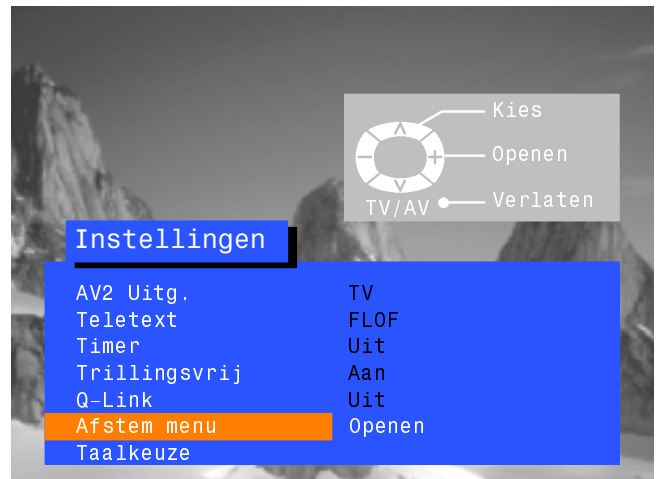 Kies
Openen
TV/AV Verlaten
Instellingen
AV2 Uitg. TV
Teletext FLOF
Timer Uit
Trillingsvrij Aan
Q-Link Uit
Afstem menu Openen
Taalkeuze